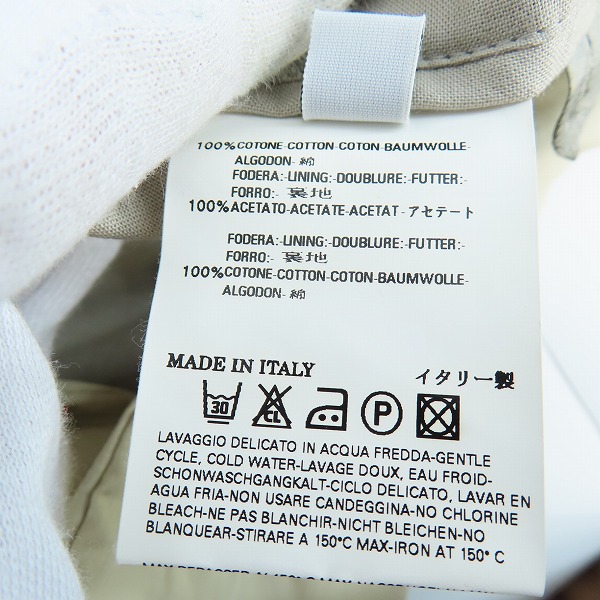 100%COTONE-COTTON-COTON-BAUMWOLLE-
ALGODON-綿
FODERA:-LINING:-DOUBLURE:-FUTTER:-
FORRO:- 裏地
100%ACETATO-ACETATE-ACETAT-アセテート
FODERA:-LINING:-DOUBLURE:-FUTTER:-
FORRO:- 裏地
100%COTONE-COTTON-COTON-BAUMWOLLE-
ALGODON-綿
MADE IN ITALY イタリー製
30 CL P
LAVAGGIO DELICATO IN ACQUA FREDDA-GENTLE
CYCLE, COLD WATER-LAVAGE DOUX, EAU FROID-
SCHONWASCHGANGKALT-CICLO DELICATO, LAVAR EN
AGUA FRIA-NON USARE CANDEGGINA-NO CHLORINE
BLEACH-NE PAS BLANCHIR-NICHT BLEICHEN-NO
BLANQUEAR-STIRARE A 150°C MAX-IRON AT 150° C